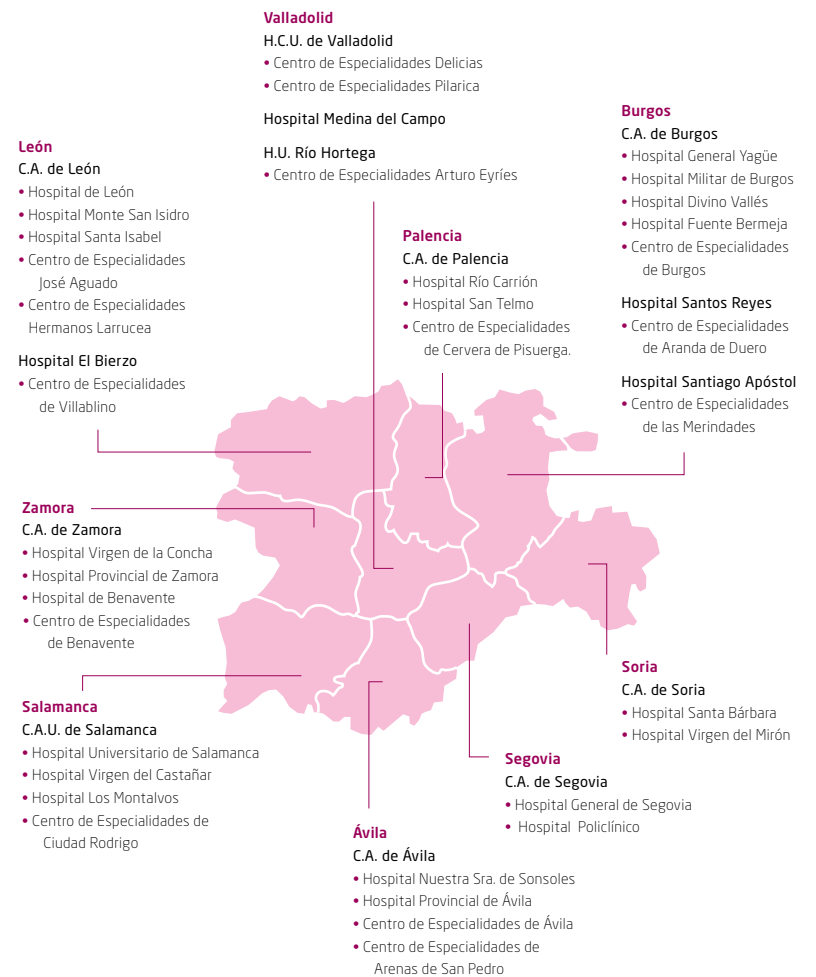 Valladolid
H.C.U. de Valladolid
• Centro de Especialidades Delicias
• Centro de Especialidades Pilarica
Hospital Medina del Campo
H.U. Río Hortega
• Centro de Especialidades Arturo Eyríes
León
C.A. de León
• Hospital de León
• Hospital Monte San Isidro
• Hospital Santa Isabel
• Centro de Especialidades
José Aguado
• Centro de Especialidades
Hermanos Larrucea
Hospital El Bierzo
• Centro de Especialidades
de Villablino
Palencia
C.A. de Palencia
• Hospital Río Carrión
• Hospital San Telmo
• Centro de Especialidades
de Cervera de Pisuerga.
Burgos
C.A. de Burgos
• Hospital General Yagüe
• Hospital Militar de Burgos
• Hospital Divino Vallés
• Hospital Fuente Bermeja
• Centro de Especialidades
de Burgos
Hospital Santos Reyes
• Centro de Especialidades
de Aranda de Duero
Hospital Santiago Apóstol
• Centro de Especialidades
de las Merindades
Zamora
C.A. de Zamora
• Hospital Virgen de la Concha
• Hospital Provincial de Zamora
• Hospital de Benavente
• Centro de Especialidades
de Benavente
Salamanca
C.A.U. de Salamanca
• Hospital Universitario de Salamanca
• Hospital Virgen del Castañar
• Hospital Los Montalvos
• Centro de Especialidades de
Ciudad Rodrigo
Soria
C.A. de Soria
• Hospital Santa Bárbara
• Hospital Virgen del Mirón
Segovia
C.A. de Segovia
• Hospital General de Segovia
• Hospital Policlínico
Ávila
C.A. de Ávila
• Hospital Nuestra Sra. de Sonsoles
• Hospital Provincial de Ávila
• Centro de Especialidades de Ávila
• Centro de Especialidades de
Arenas de San Pedro